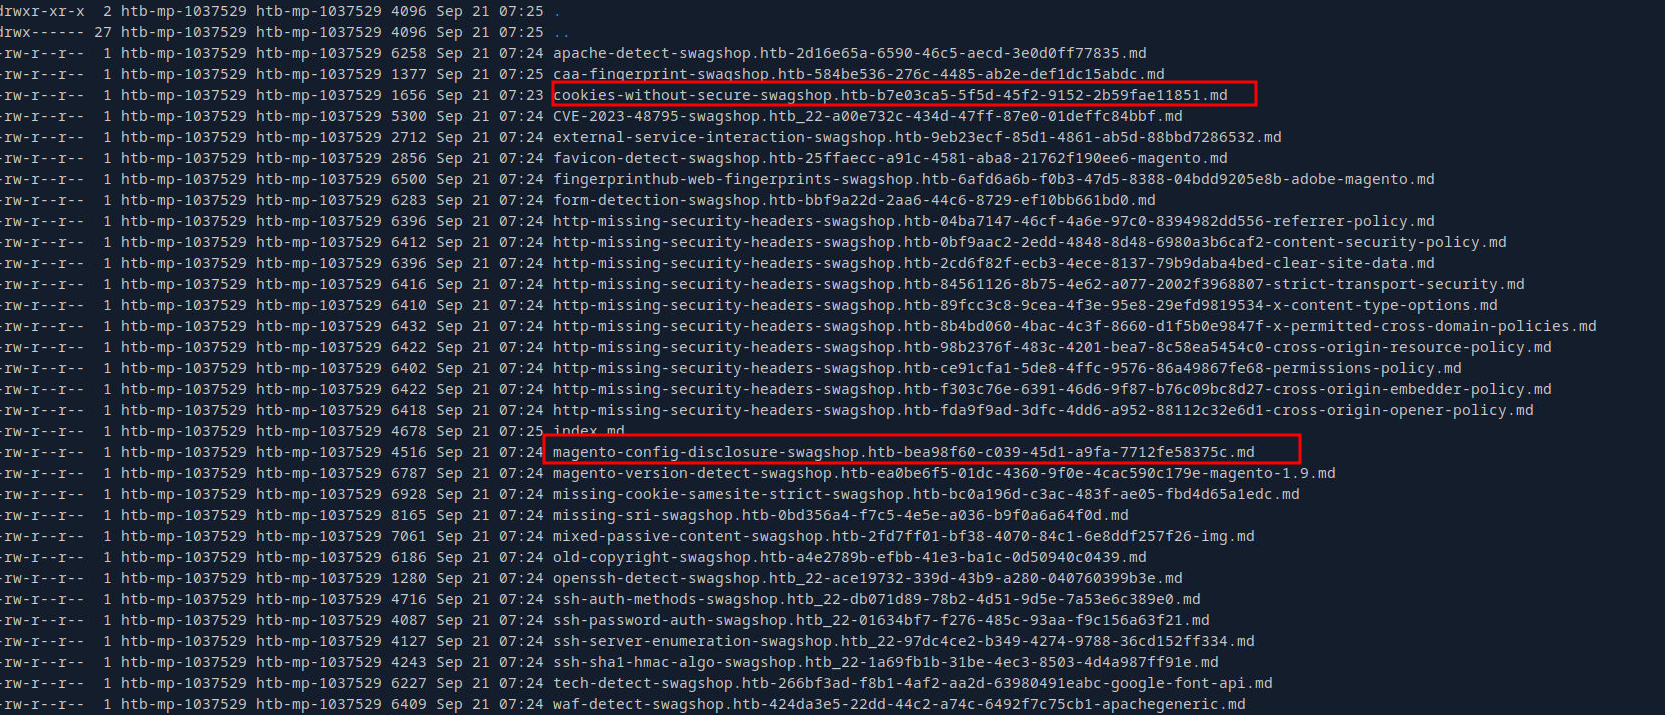 drwxr-xr-x  2 htb-mp-1037529 htb-mp-1037529 4096 Sep 21 07:25 .
drwx------ 27 htb-mp-1037529 htb-mp-1037529 4096 Sep 21 07:25 ..
-rw-r--r--  1 htb-mp-1037529 htb-mp-1037529 6258 Sep 21 07:24 apache-detect-swagshop.htb-2d16e65a-6590-46c5-aecd-3e0d0ff77835.md
-rw-r--r--  1 htb-mp-1037529 htb-mp-1037529 1377 Sep 21 07:25 caa-fingerprint-swagshop.htb-584be536-276c-4485-ab2e-def1dc15abdc.md
-rw-r--r--  1 htb-mp-1037529 htb-mp-1037529 1656 Sep 21 07:23 cookies-without-secure-swagshop.htb-b7e03ca5-5f5d-45f2-9152-2b59fae11851.md
-rw-r--r--  1 htb-mp-1037529 htb-mp-1037529 5300 Sep 21 07:24 CVE-2023-48795-swagshop.htb_22-a00e732c-434d-47ff-87e0-01deffc84bbf.md
-rw-r--r--  1 htb-mp-1037529 htb-mp-1037529 2712 Sep 21 07:24 external-service-interaction-swagshop.htb-9eb23ecf-85d1-4861-ab5d-88bbd7286532.md
-rw-r--r--  1 htb-mp-1037529 htb-mp-1037529 2856 Sep 21 07:24 favicon-detect-swagshop.htb-25ffaecc-a91c-4581-aba8-21762f190ee6-magento.md
-rw-r--r--  1 htb-mp-1037529 htb-mp-1037529 6500 Sep 21 07:24 fingerprinthub-web-fingerprints-swagshop.htb-6afd6a6b-f0b3-47d5-8388-04bdd9205e8b-adobe-magento.md
-rw-r--r--  1 htb-mp-1037529 htb-mp-1037529 6283 Sep 21 07:24 form-detection-swagshop.htb-bbf9a22d-2aa6-44c6-8729-ef10bb661bd0.md
-rw-r--r--  1 htb-mp-1037529 htb-mp-1037529 6396 Sep 21 07:24 http-missing-security-headers-swagshop.htb-04ba7147-46cf-4a6e-97c0-8394982dd556-referrer-policy.md
-rw-r--r--  1 htb-mp-1037529 htb-mp-1037529 6412 Sep 21 07:24 http-missing-security-headers-swagshop.htb-0bf9aac2-2edd-4848-8d48-6980a3b6caf2-content-security-policy.md
-rw-r--r--  1 htb-mp-1037529 htb-mp-1037529 6396 Sep 21 07:24 http-missing-security-headers-swagshop.htb-2cd6f82f-ecb3-4ece-8137-79b9daba4bed-clear-site-data.md
-rw-r--r--  1 htb-mp-1037529 htb-mp-1037529 6416 Sep 21 07:24 http-missing-security-headers-swagshop.htb-84561126-8b75-4e62-a077-2002f3968807-strict-transport-security.md
-rw-r--r--  1 htb-mp-1037529 htb-mp-1037529 6410 Sep 21 07:24 http-missing-security-headers-swagshop.htb-89fcc3c8-9cea-4f3e-95e8-29efd9819534-x-content-type-options.md
-rw-r--r--  1 htb-mp-1037529 htb-mp-1037529 6432 Sep 21 07:24 http-missing-security-headers-swagshop.htb-8b4bd060-4bac-4c3f-8660-d1f5b0e9847f-x-permitted-cross-domain-policies.md
-rw-r--r--  1 htb-mp-1037529 htb-mp-1037529 6422 Sep 21 07:24 http-missing-security-headers-swagshop.htb-98b2376f-483c-4201-bea7-8c58ea5454c0-cross-origin-resource-policy.md
-rw-r--r--  1 htb-mp-1037529 htb-mp-1037529 6402 Sep 21 07:24 http-missing-security-headers-swagshop.htb-ce91cfa1-5de8-4ffc-9576-86a49867fe68-permissions-policy.md
-rw-r--r--  1 htb-mp-1037529 htb-mp-1037529 6422 Sep 21 07:24 http-missing-security-headers-swagshop.htb-f303c76e-6391-46d6-9f87-b76c09bc8d27-cross-origin-embedder-policy.md
-rw-r--r--  1 htb-mp-1037529 htb-mp-1037529 6418 Sep 21 07:24 http-missing-security-headers-swagshop.htb-fda9f9ad-3dfc-4dd6-a952-88112c32e6d1-cross-origin-opener-policy.md
-rw-r--r--  1 htb-mp-1037529 htb-mp-1037529 4678 Sep 21 07:25 index.md
-rw-r--r--  1 htb-mp-1037529 htb-mp-1037529 4516 Sep 21 07:24 magento-config-disclosure-swagshop.htb-bea98f60-c039-45d1-a9fa-7712fe58375c.md
-rw-r--r--  1 htb-mp-1037529 htb-mp-1037529 6787 Sep 21 07:24 magento-version-detect-swagshop.htb-ea0be6f5-01dc-4360-9f0e-4cac590c179e-magento-1.9.md
-rw-r--r--  1 htb-mp-1037529 htb-mp-1037529 6928 Sep 21 07:24 missing-cookie-samesite-strict-swagshop.htb-bc0a196d-c3ac-483f-ae05-fbd4d65a1edc.md
-rw-r--r--  1 htb-mp-1037529 htb-mp-1037529 8165 Sep 21 07:24 missing-sri-swagshop.htb-0bd356a4-f7c5-4e5e-a036-b9f0a6a64f0d.md
-rw-r--r--  1 htb-mp-1037529 htb-mp-1037529 7061 Sep 21 07:24 mixed-passive-content-swagshop.htb-2fd7ff01-bf38-4070-84c1-6e8ddf257f26-img.md
-rw-r--r--  1 htb-mp-1037529 htb-mp-1037529 6186 Sep 21 07:24 old-copyright-swagshop.htb-a4e2789b-efbb-41e3-ba1c-0d50940c0439.md
-rw-r--r--  1 htb-mp-1037529 htb-mp-1037529 1280 Sep 21 07:24 openssh-detect-swagshop.htb_22-ace19732-339d-43b9-a280-040760399b3e.md
-rw-r--r--  1 htb-mp-1037529 htb-mp-1037529 4716 Sep 21 07:24 ssh-auth-methods-swagshop.htb_22-db071d89-78b2-4d51-9d5e-7a53e6c389e0.md
-rw-r--r--  1 htb-mp-1037529 htb-mp-1037529 4087 Sep 21 07:24 ssh-password-auth-swagshop.htb_22-01634bf7-f276-485c-93aa-f9c156a63f21.md
-rw-r--r--  1 htb-mp-1037529 htb-mp-1037529 4127 Sep 21 07:24 ssh-server-enumeration-swagshop.htb_22-97dc4ce2-b349-4274-9788-36cd152ff334.md
-rw-r--r--  1 htb-mp-1037529 htb-mp-1037529 4243 Sep 21 07:24 ssh-sha1-hmac-algo-swagshop.htb_22-1a69fb1b-31be-4ec3-8503-4d4a987ff91e.md
-rw-r--r--  1 htb-mp-1037529 htb-mp-1037529 6227 Sep 21 07:24 tech-detect-swagshop.htb-266bf3ad-f8b1-4af2-aa2d-63980491eabc-google-font-api.md
-rw-r--r--  1 htb-mp-1037529 htb-mp-1037529 6409 Sep 21 07:24 waf-detect-swagshop.htb-424da3e5-22dd-44c2-a74c-6492f7c75cb1-apachegeneric.md